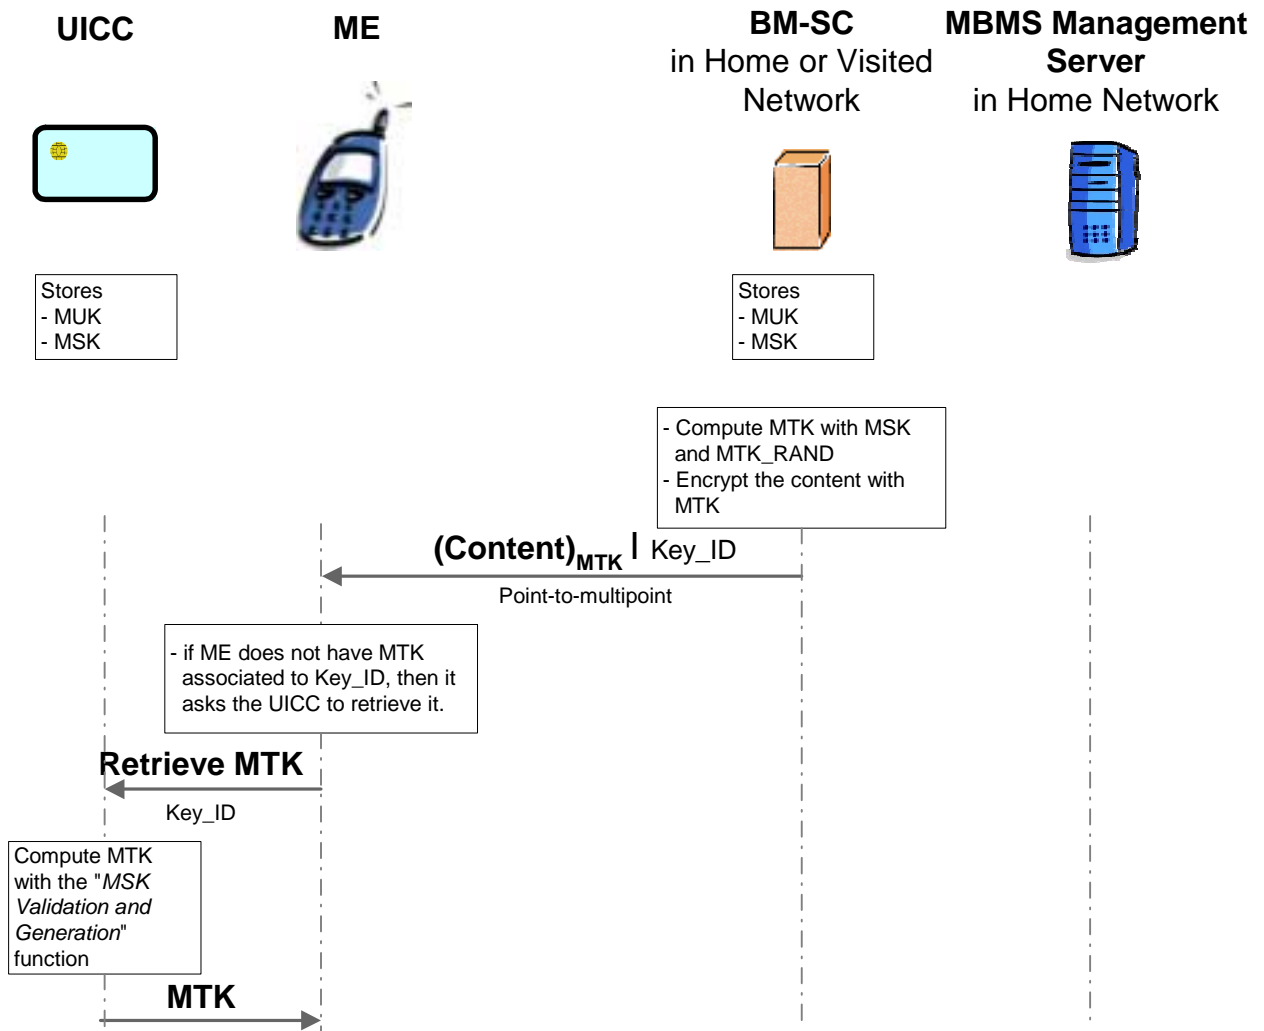 UICC
ME
BM-SC
in Home or Visited
Network
MBMS Management
Server
in Home Network
Stores
- MUK
- MSK
Stores
- MUK
- MSK
- Compute MTK with MSK
and MTK_RAND
- Encrypt the content with
MTK
(Content)MTK | Key_ID
Point-to-multipoint
- if ME does not have MTK
associated to Key_ID, then it
asks the UICC to retrieve it.
Retrieve MTK
Key_ID
Compute MTK
with the "MSK
Validation and
Generation"
function
MTK